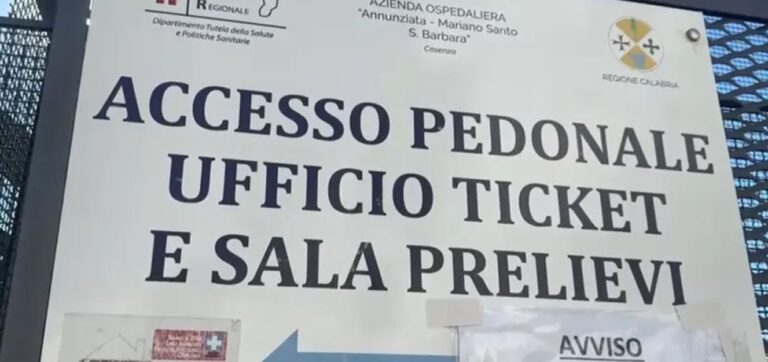 R REGIONALE
Dipartimento Tutela della Salute
e Politiche Sanitarie
AZIENDA OSPEDALIERA
"Annunziata - Mariano Santo
S. Barbara"
Cosenza
REGIONE CALABRIA
ACCESSO PEDONALE
UFFICIO TICKET
E SALA PRELIEVI
AVVISO